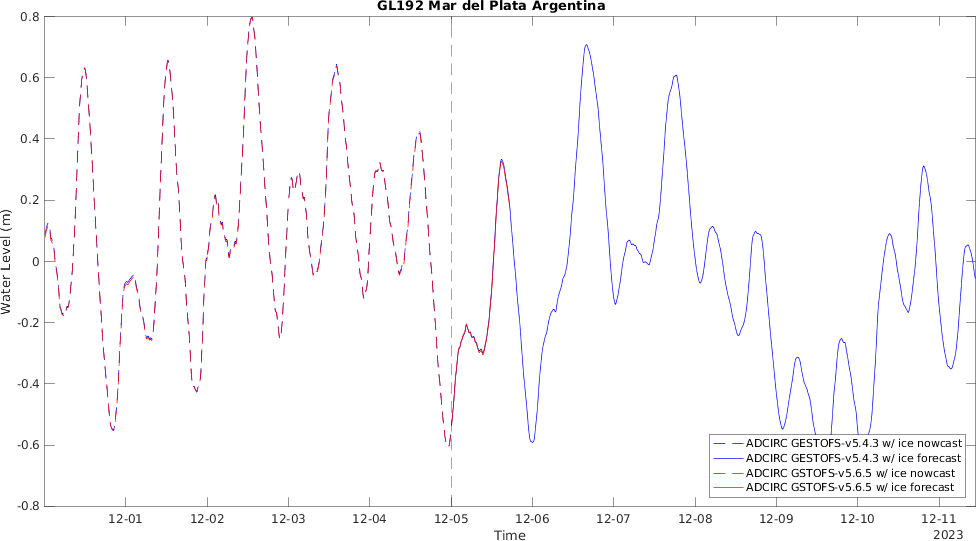 GL192 Mar del Plata Argentina
0.8
0.6
0.4
0.2
0
-0.2
-0.4
-0.6
-0.8
Water Level (m)
12-01 12-02 12-03 12-04 12-05 12-06 12-07 12-08 12-09 12-10 12-11
Time
2023
ADCIRC GESTOFS-v5.4.3 w/ ice nowcast
ADCIRC GESTOFS-v5.4.3 w/ ice forecast
ADCIRC GSTOFS-v5.6.5 w/ ice nowcast
ADCIRC GSTOFS-v5.6.5 w/ ice forecast